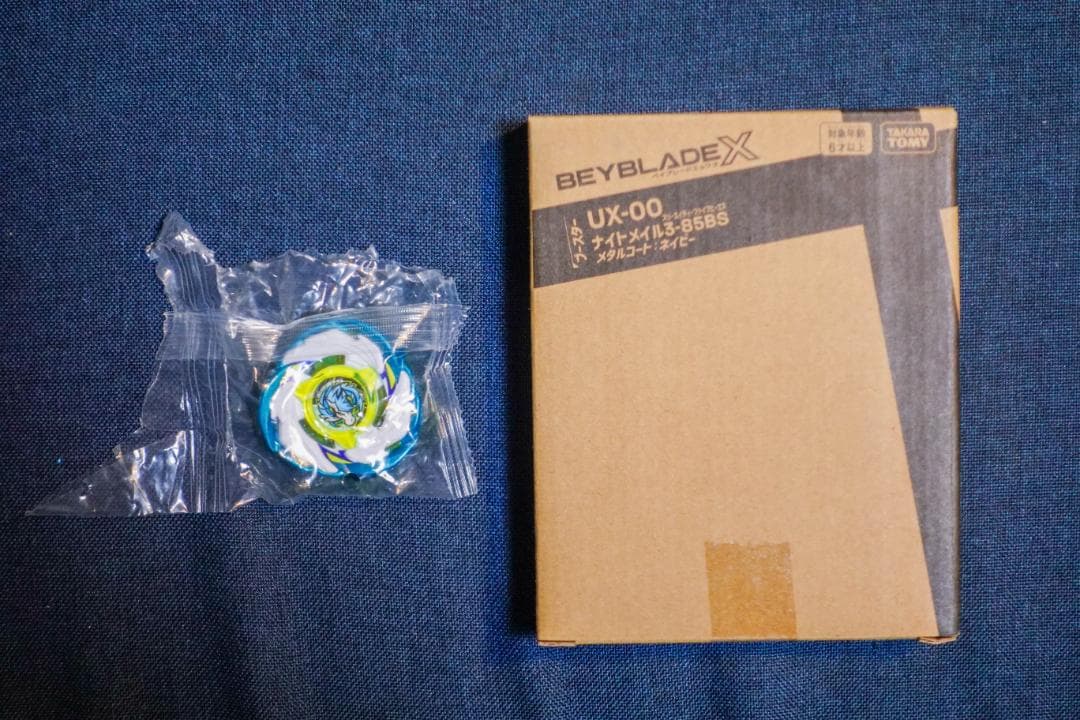 BEYBLADE X
ベイブレードエックス
対象年齢
6才以上
TAKARA
TOMY
ブースター
UX-00
ナイトメイル3-85BS
メタルコート:ネイビー